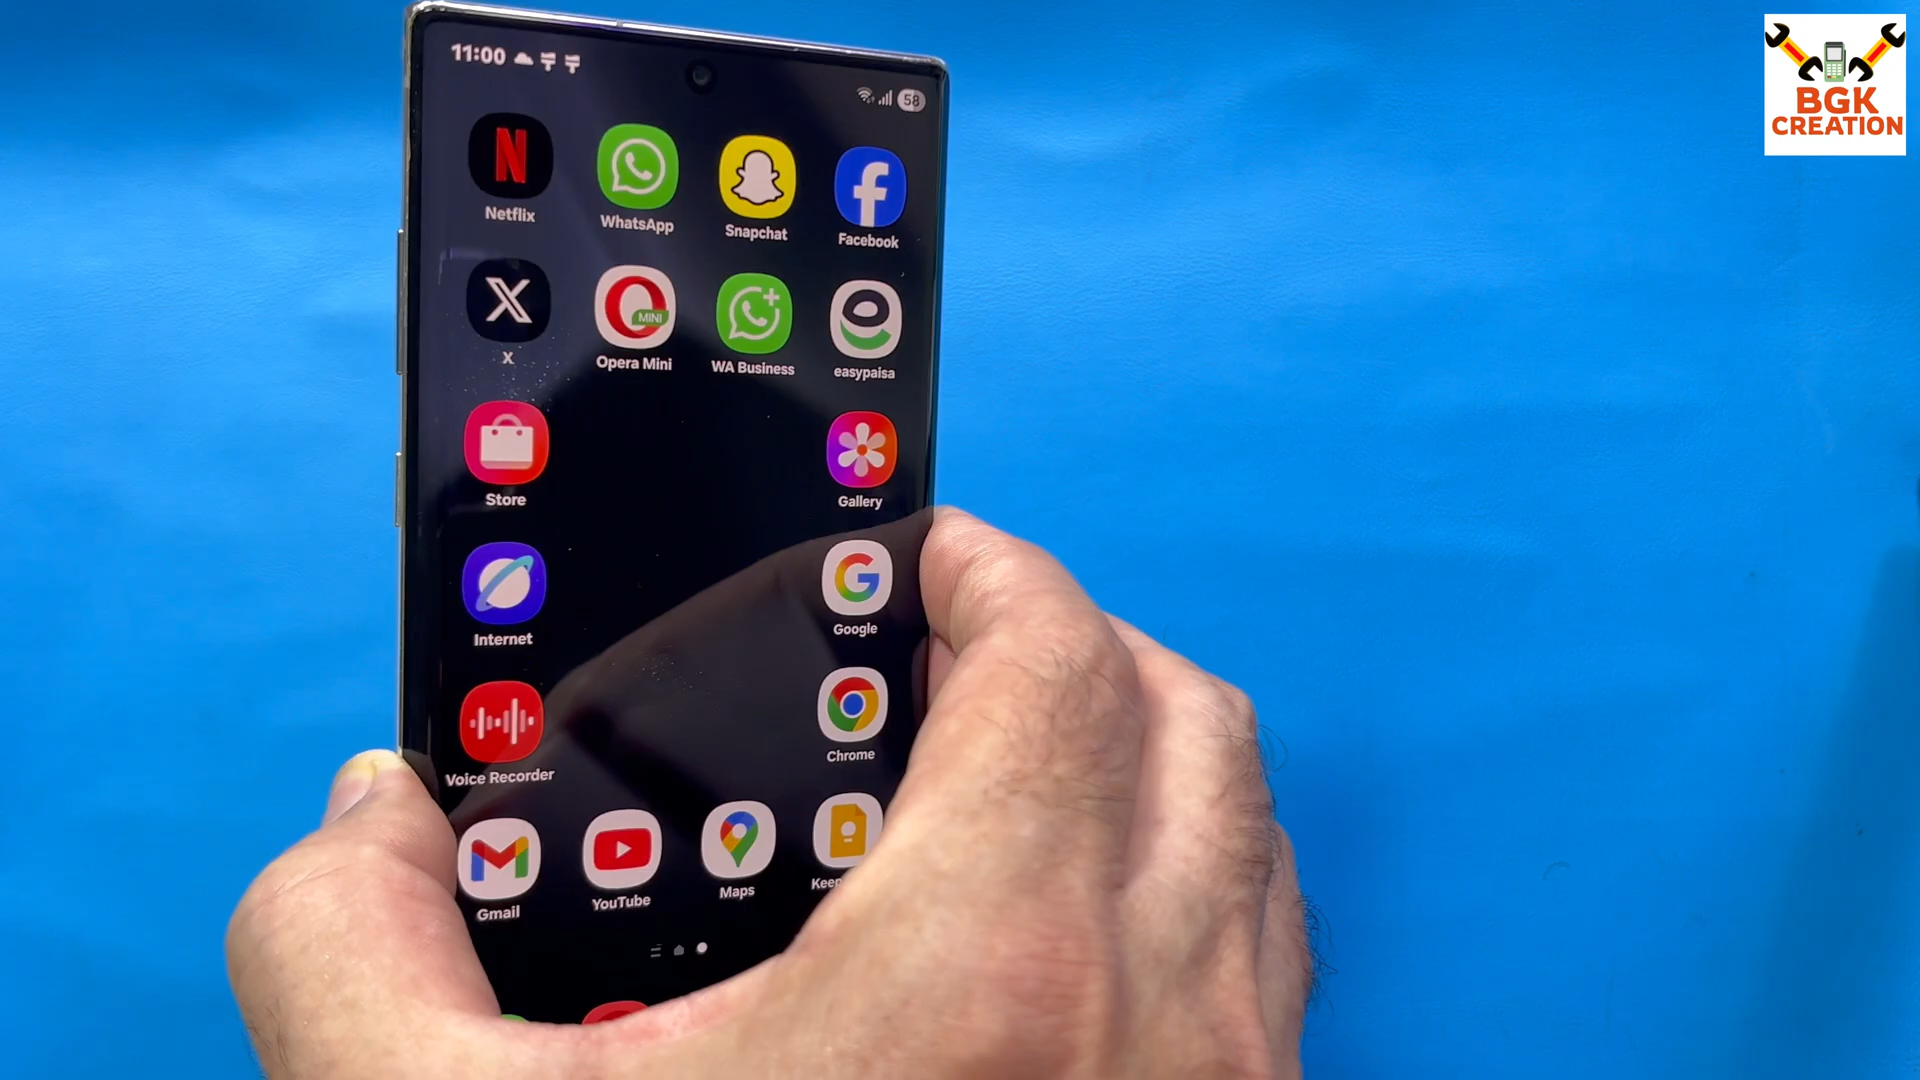 11:00
58
BGK
CREATION
N
Netflix
WhatsApp
Snapchat
Facebook
X
Opera Mini
MINI
WA Business
easypaisa
Store
Gallery
Internet
Google
Voice Recorder
Chrome
Gmail
YouTube
Maps
Keep